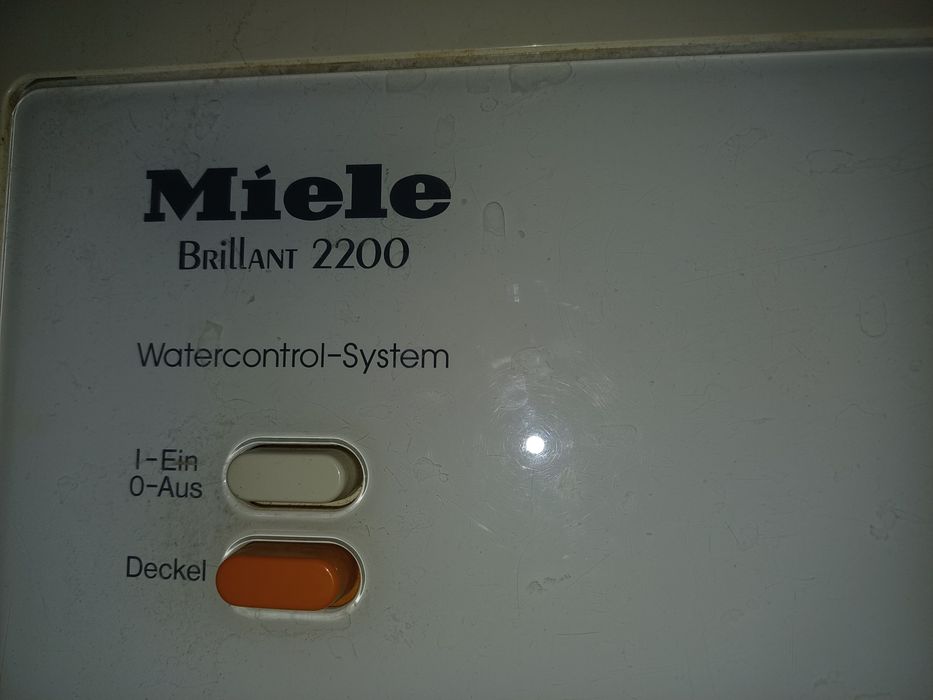 Miele
Brillant 2200
Watercontrol-System
I-Ein
0-Aus
Deckel